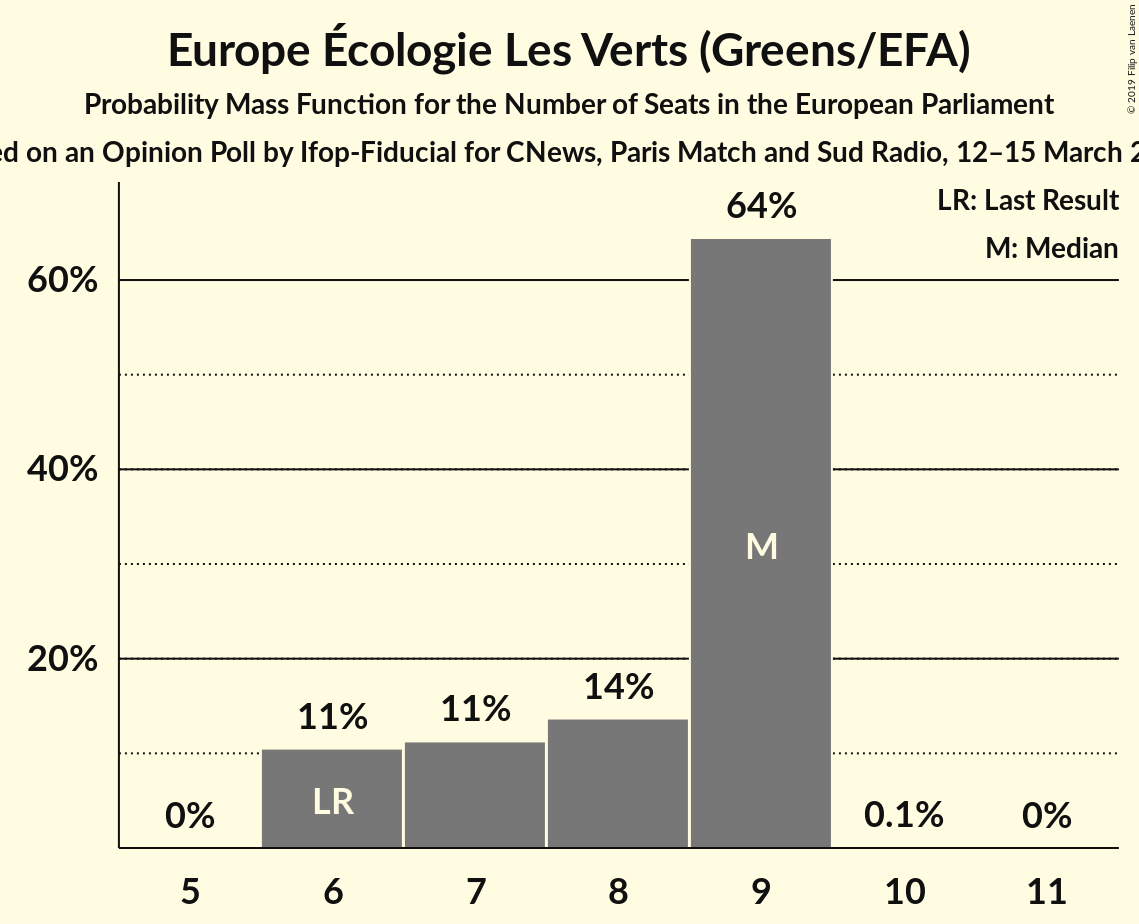 Europe Écologie Les Verts (Greens/EFA)
Probability Mass Function for the Number of Seats in the European Parliament
on an Opinion Poll by Ifop-Fiducial for CNews, Paris Match and Sud Radio, 12–15 March
© 2019 Filip van Laenen
LR: Last Result
M: Median
60%
40%
20%
0%
11%
11%
14%
64%
0.1%
0%
LR
M
5
6
7
8
9
10
11